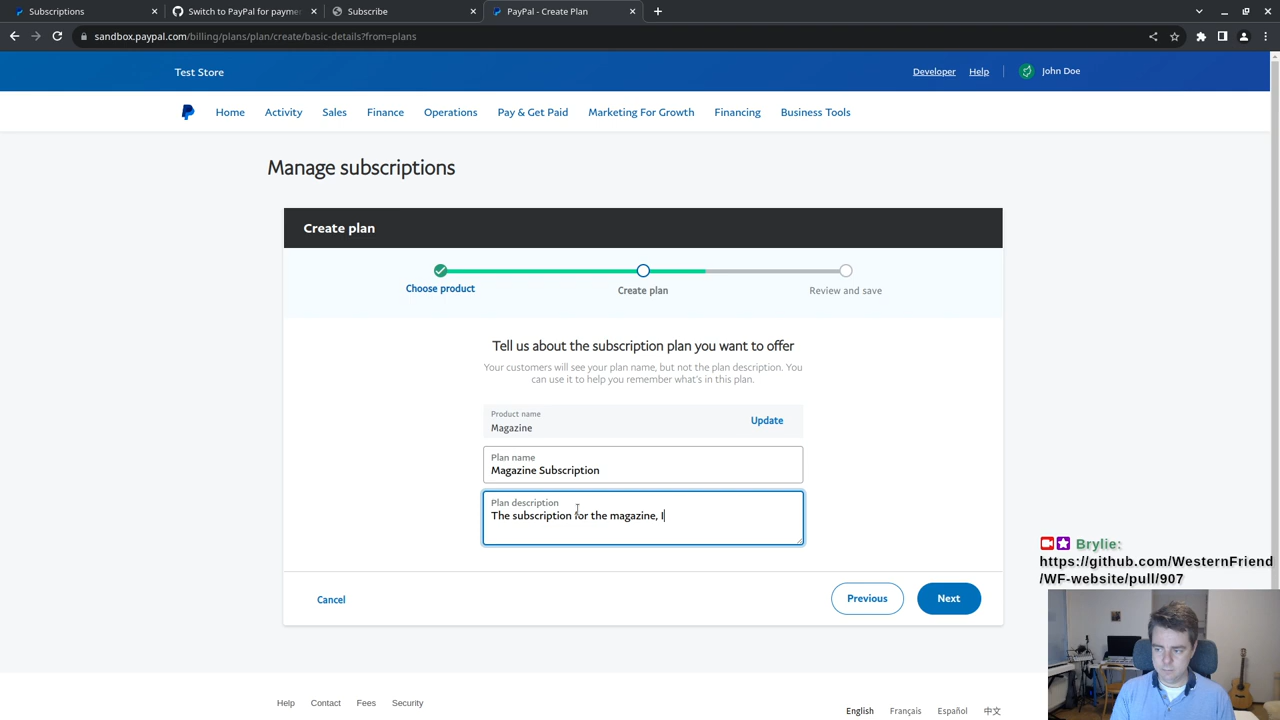 Subscriptions
Switch to PayPal for paymen
Subscribe
PayPal - Create Plan
sandbox.paypal.com/billing/plans/plan/create/basic-details?from=plans
Test Store
Developer
Help
John Doe
Home
Activity
Sales
Finance
Operations
Pay & Get Paid
Marketing For Growth
Financing
Business Tools
Manage subscriptions
Create plan
Choose product
Create plan
Review and save
Tell us about the subscription plan you want to offer
Your customers will see your plan name, but not the plan description. You
can use it to help you remember what's in this plan.
Product name
Magazine
Update
Plan name
Magazine Subscription
Plan description
The subscription for the magazine, I
Brylie:
https://github.com/WesternFriend
/WF-website/pull/907
Cancel
Previous
Next
Help
Contact
Fees
Security
English
Français
Español
中文